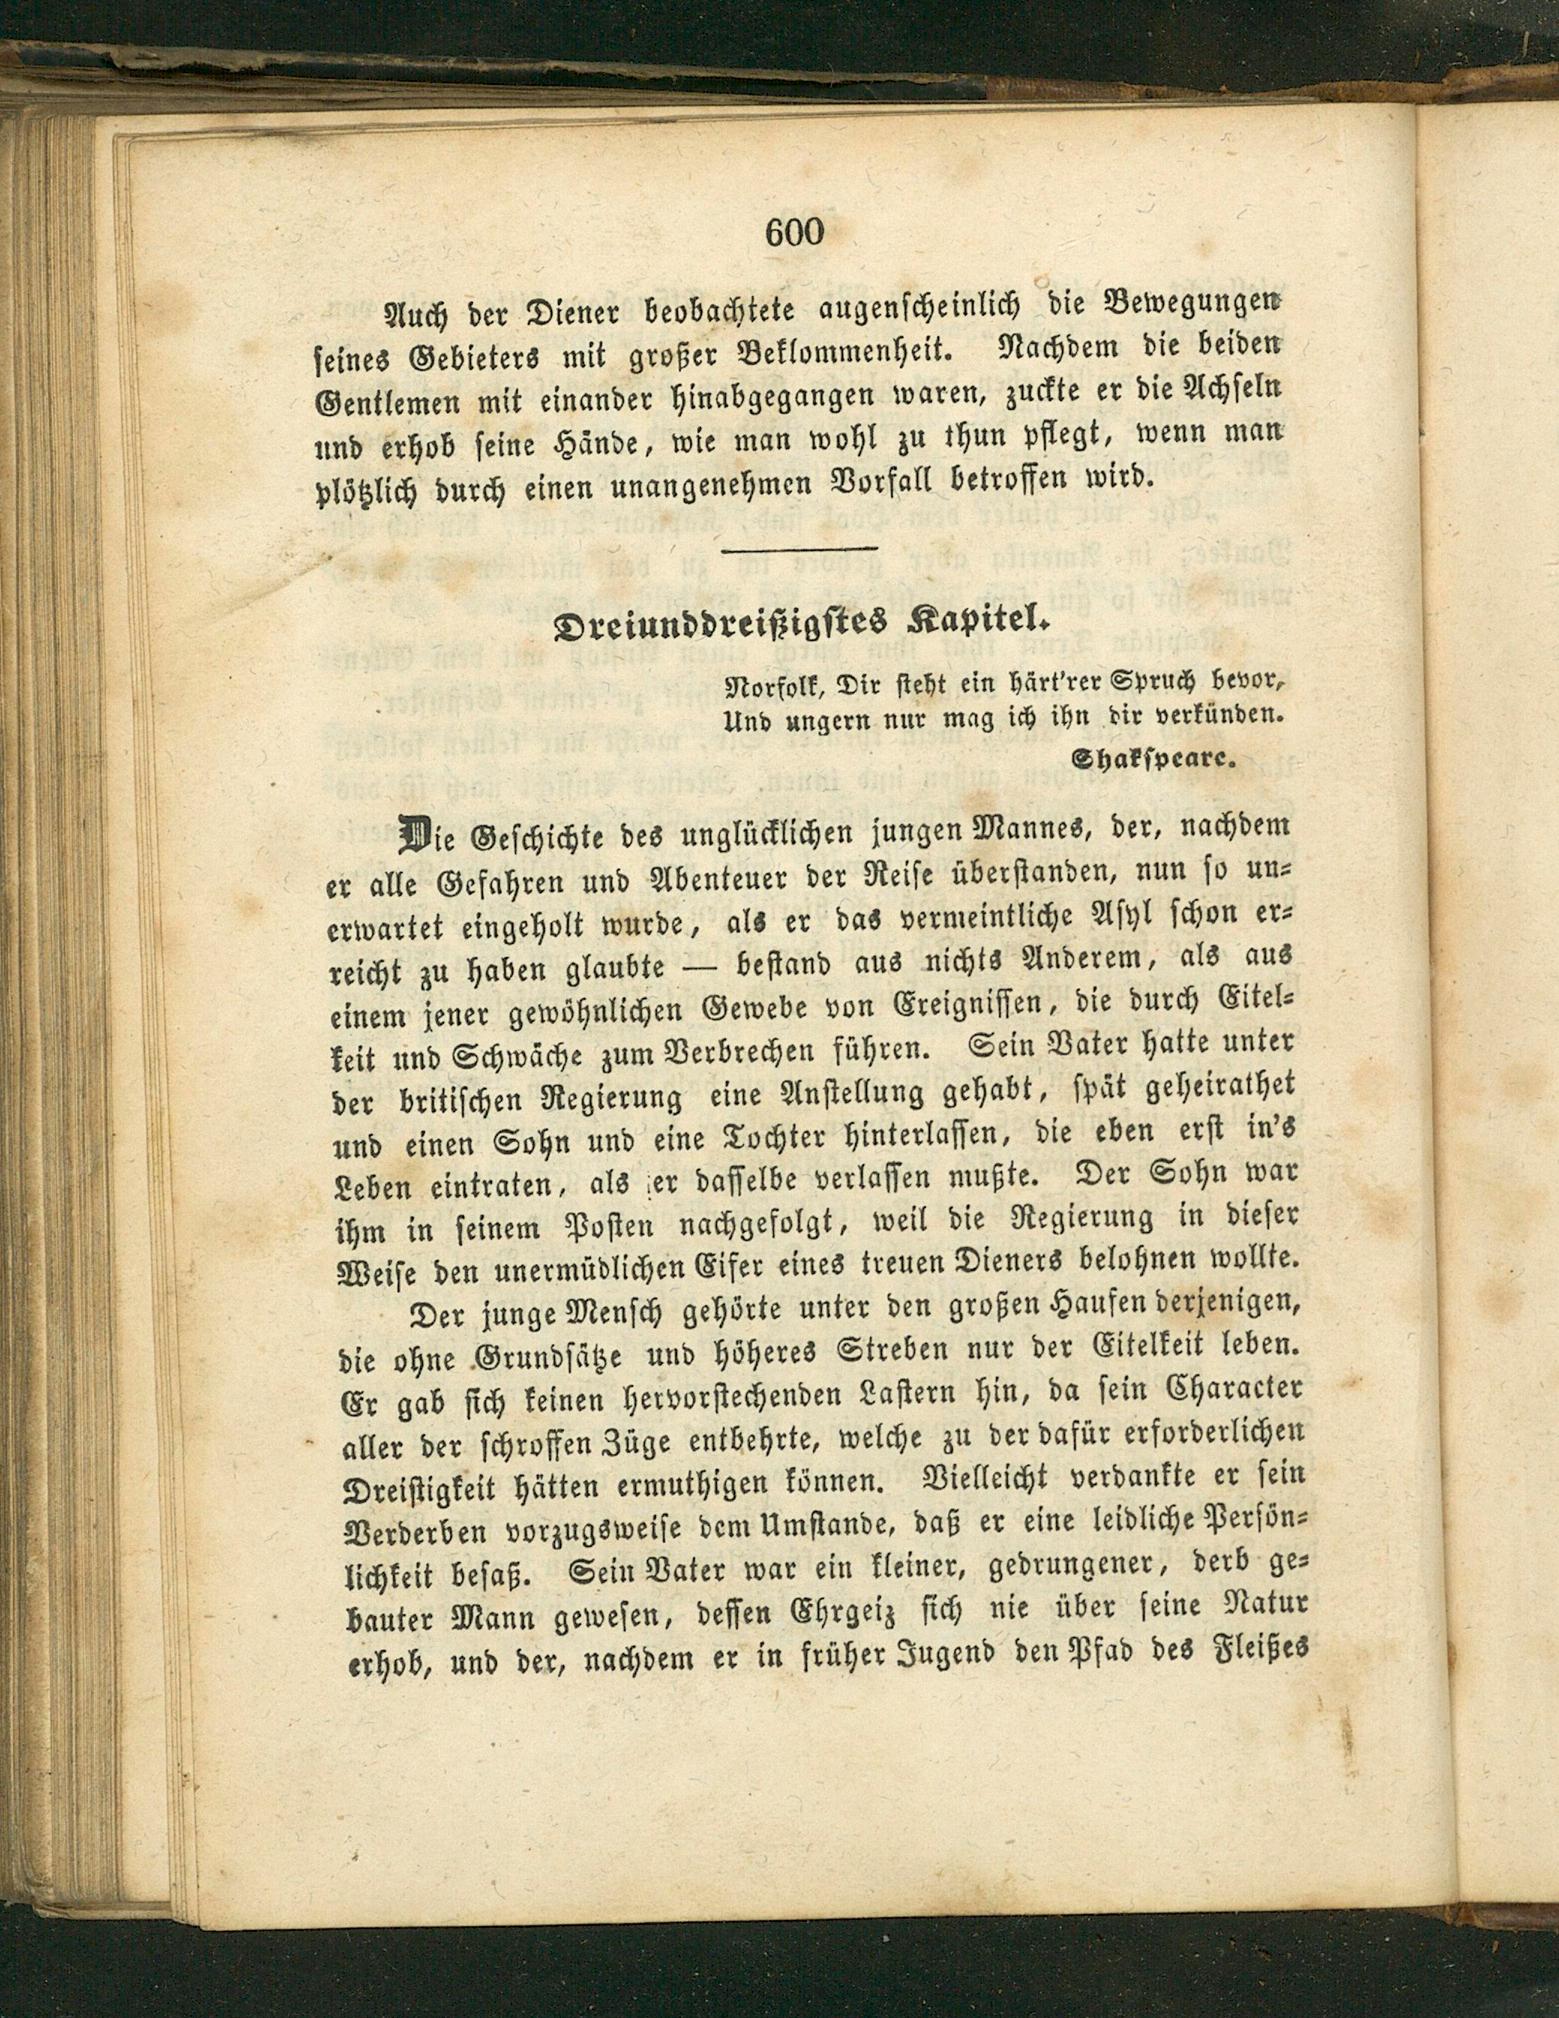 600
Auch der Diener beobachtete augenscheinlich die Bewegungen
seines Gebieters mit großer Beklommenheit. Nachdem die beiden
Gentlemen mit einander hinabgegangen waren, zuckte er die Achseln
und erhob seine Hände, wie man wohl zu thun pflegt, wenn man
plötzlich durch einen unangenehmen Vorfall betroffen wird.
Dreiunddreißigstes Kapitel.
Norfolk, Dir steht ein härt'rer Spruch bevor,
Und ungern nur mag ich ihn dir verkünden.
Shakspeare.
Die Geschichte des unglücklichen jungen Mannes, der, nachdem
er alle Gefahren und Abenteuer der Reise überstanden, nun so un-
erwartet eingeholt wurde, als er das vermeintliche Asyl schon er-
reicht zu haben glaubte — bestand aus nichts Anderem, als aus
einem jener gewöhnlichen Gewebe von Ereignissen, die durch Eitel-
keit und Schwäche zum Verbrechen führen. Sein Vater hatte unter
der britischen Regierung eine Anstellung gehabt, spät geheirathet
und einen Sohn und eine Tochter hinterlassen, die eben erst in's
Leben eintraten, als er dasselbe verlassen mußte. Der Sohn war
ihm in seinem Posten nachgefolgt, weil die Regierung in dieser
Weise den unermüdlichen Eifer eines treuen Dieners belohnen wollte.
Der junge Mensch gehörte unter den großen Haufen derjenigen,
die ohne Grundsätze und höheres Streben nur der Eitelkeit leben.
Er gab sich keinen hervorstechenden Lastern hin, da sein Character
aller der schroffen Züge entbehrte, welche zu der dafür erforderlichen
Dreistigkeit hätten ermuthigen können. Vielleicht verdankte er sein
Verderben vorzugsweise dem Umstande, daß er eine leidliche Persön-
lichkeit besaß. Sein Vater war ein kleiner, gedrungener, derb ge-
bauter Mann gewesen, dessen Ehrgeiz sich nie über seine Natur
erhob, und der, nachdem er in früher Jugend den Pfad des Fleißes